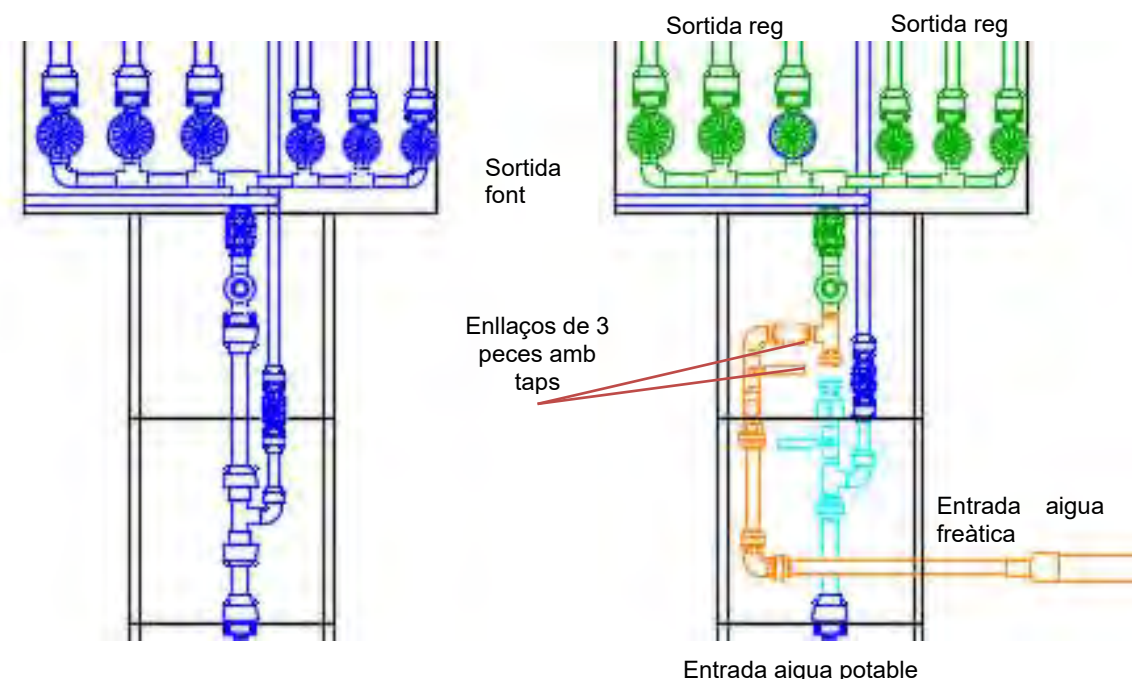 Sortida reg
Sortida reg
Sortida
font
Enllaços de 3
peces amb
taps
Entrada aigua
freàtica
Entrada aigua potable